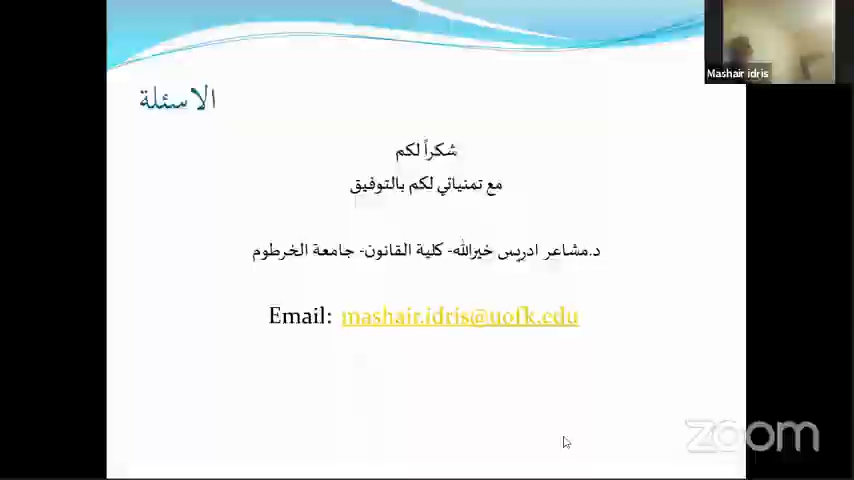 Mashair idris
الاسئلة
شكراً لكم
مع تمنياتي لكم بالتوفيق
د.مشاعر ادريس خيرالله- كلية القانون- جامعة الخرطوم
Email: mashair.idris@uofk.edu
zoom